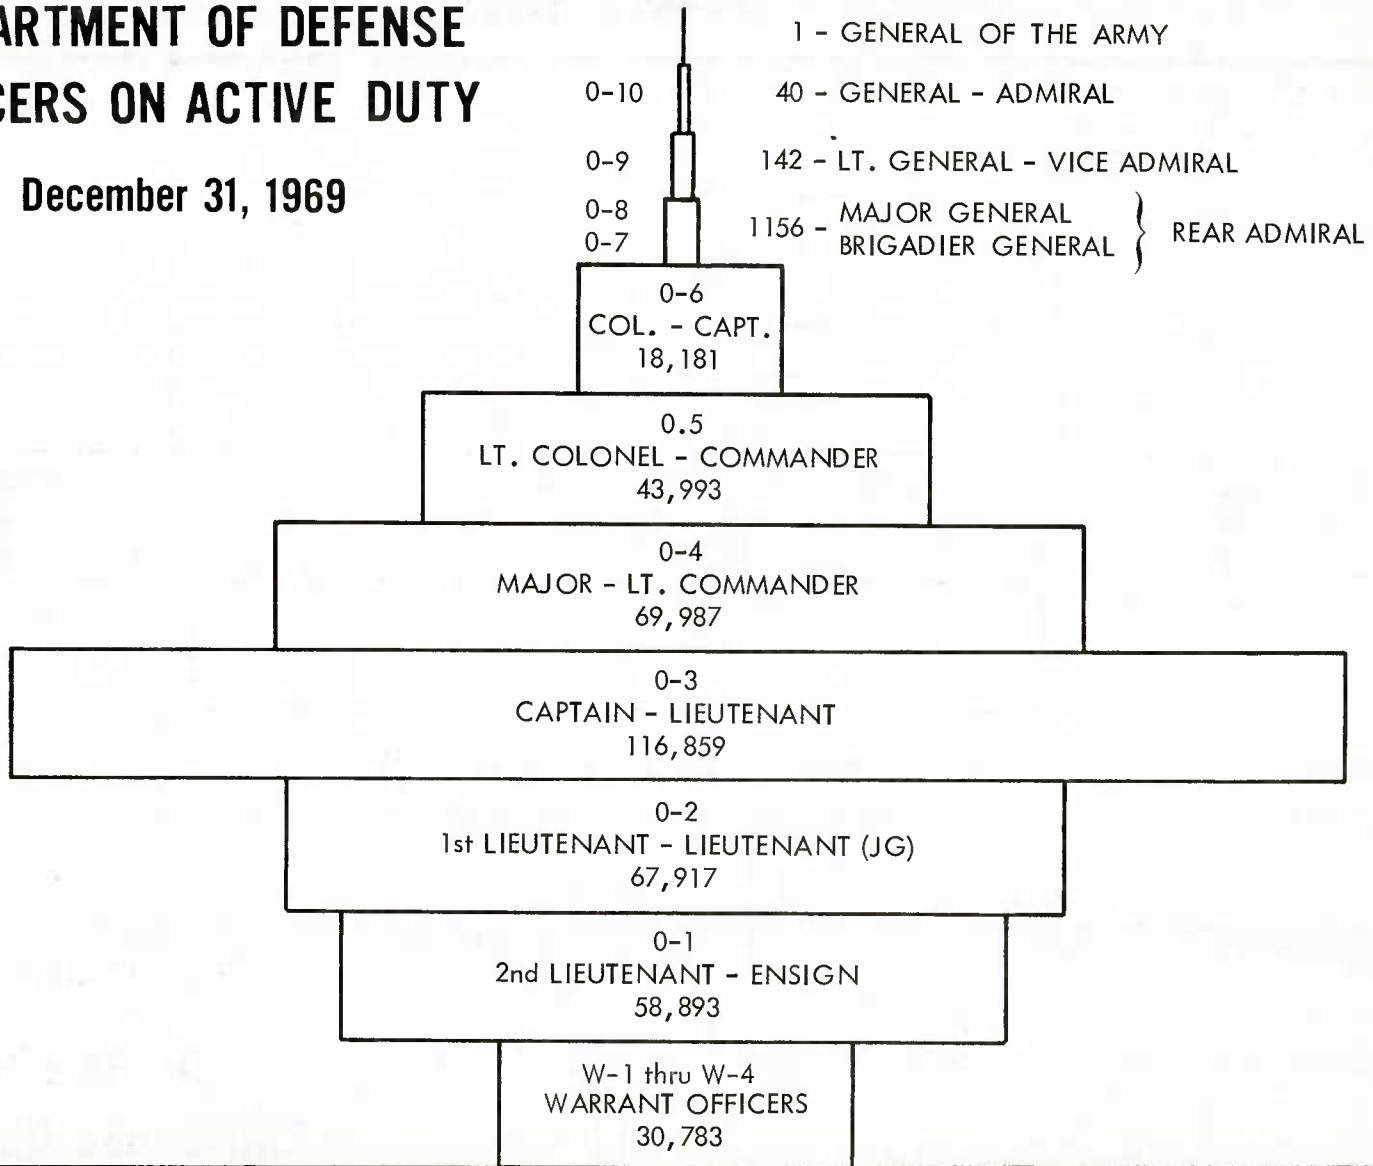 ARTMENT OF DEFENSE
CERS ON ACTIVE DUTY
December 31, 1969
1 - GENERAL OF THE ARMY
0-10 40 - GENERAL - ADMIRAL
0-9 142 - LT. GENERAL - VICE ADMIRAL
0-8
0-7
1156 - MAJOR GENERAL
BRIGADIER GENERAL } REAR ADMIRAL
0-6
COL. - CAPT.
18,181
0.5
LT. COLONEL - COMMANDER
43,993
0-4
MAJOR - LT. COMMANDER
69,987
0-3
CAPTAIN - LIEUTENANT
116,859
0-2
1st LIEUTENANT - LIEUTENANT (JG)
67,917
0-1
2nd LIEUTENANT - ENSIGN
58,893
W-1 thru W-4
WARRANT OFFICERS
30,783